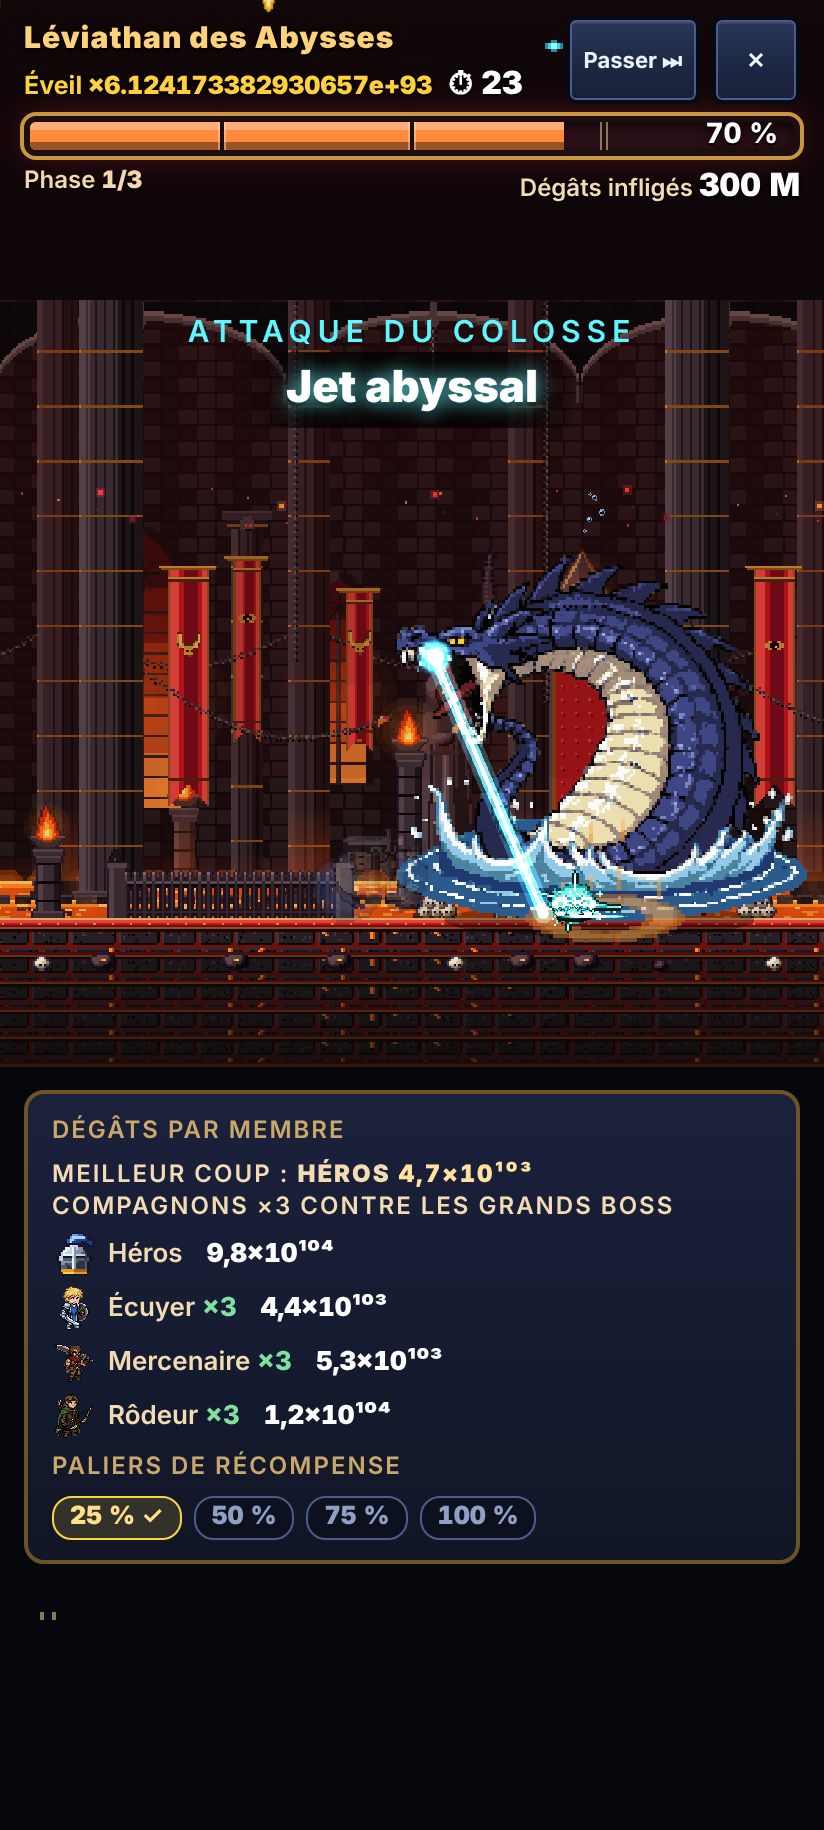 Léviathan des Abysses
Éveil ×6.124173382930657e+93 ⏱ 23
Passer ⏭
✕
70 %
Phase 1/3
Dégâts infligés 300 M
ATTAQUE DU COLOSSE
Jet abyssal
DÉGÂTS PAR MEMBRE
MEILLEUR COUP : HÉROS 4,7×10¹⁰³
COMPAGNONS ×3 CONTRE LES GRANDS BOSS
Héros 9,8×10¹⁰⁴
Écuyer ×3 4,4×10¹⁰³
Mercenaire ×3 5,3×10¹⁰³
Rôdeur ×3 1,2×10¹⁰⁴
PALIERS DE RÉCOMPENSE
25 % ✓ 50 % 75 % 100 %